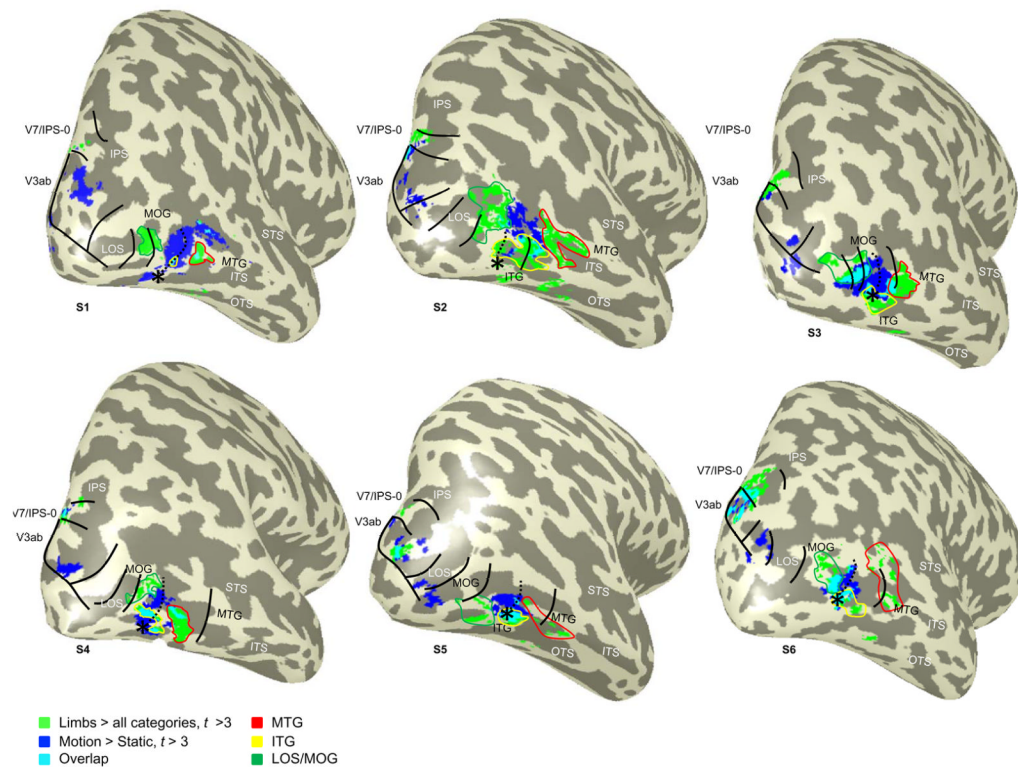 V7/IPS-0
IPS
V3ab
MOG
LOS
STS
MTG
ITS
OTS
S1
V7/IPS-0
IPS
V3ab
LOS
STS
MTG
ITG
ITS
OTS
S2
V7/IPS-0
V3ab
IPS
MOG
STS
MTG
ITS
ITG
OTS
S3
IPS
V7/IPS-0
V3ab
MOG
STS
LOS
MTG
ITS
S4
V7/IPS-0
IPS
V3ab
LOS
MOG
STS
MTG
ITG
OTS
ITS
S5
IPS
V7/IPS-0
V3ab
MOG
LOS
STS
MTG
ITS
OTS
S6
Limbs > all categories, t >3
Motion > Static, t > 3
Overlap
MTG
ITG
LOS/MOG